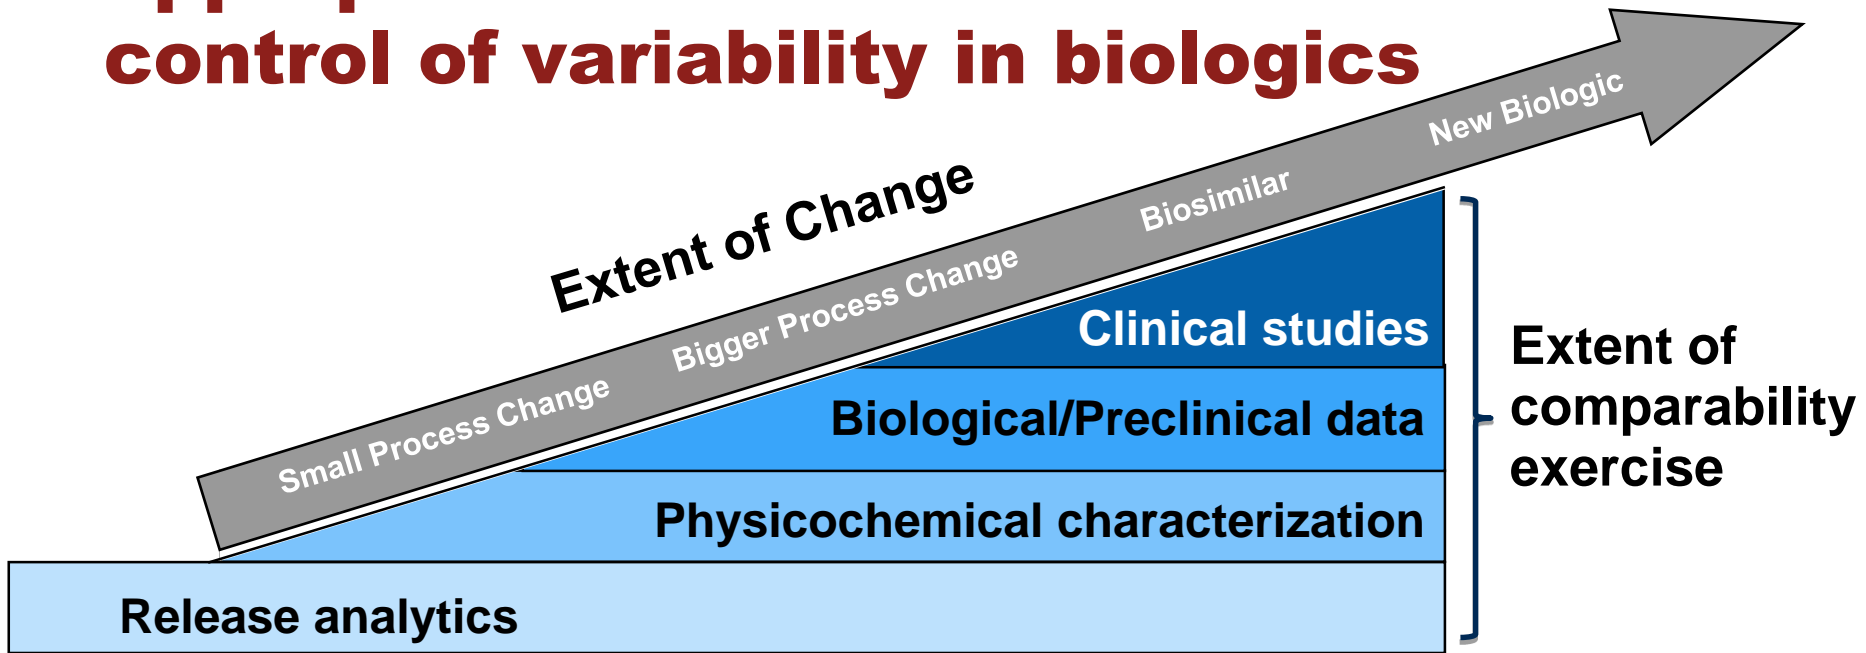 control of variability in biologics
New Biologic
Extent of Change
Biosimilar
Bigger Process Change
Small Process Change
Clinical studies
Extent of
comparability
exercise
Biological/Preclinical data
Physicochemical characterization
Release analytics